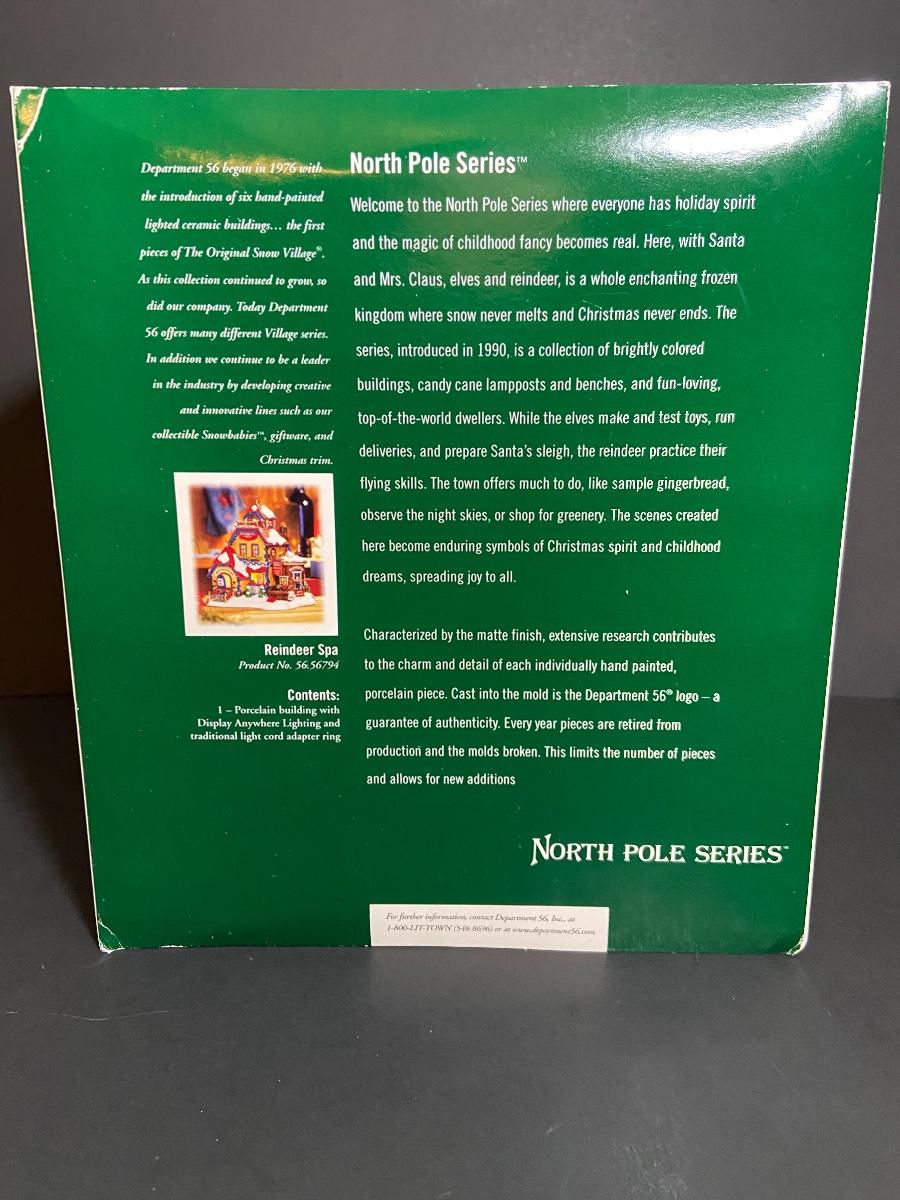 Department 56 began in 1976 with
the introduction of six hand-painted
lighted ceramic buildings... the first
pieces of The Original Snow Village®.
As this collection continued to grow, so
did our company. Today Department
56 offers many different Village series.
In addition we continue to be a leader
in the industry by developing creative
and innovative lines such as our
collectible Snowbabies™, giftware, and
Christmas trim.
Reindeer Spa
Product No. 56.56794
Contents:
1 – Porcelain building with
Display Anywhere Lighting and
traditional light cord adapter ring
North Pole Series™
Welcome to the North Pole Series where everyone has holiday spirit
and the magic of childhood fancy becomes real. Here, with Santa
and Mrs. Claus, elves and reindeer, is a whole enchanting frozen
kingdom where snow never melts and Christmas never ends. The
series, introduced in 1990, is a collection of brightly colored
buildings, candy cane lampposts and benches, and fun-loving,
top-of-the-world dwellers. While the elves make and test toys, run
deliveries, and prepare Santa's sleigh, the reindeer practice their
flying skills. The town offers much to do, like sample gingerbread,
observe the night skies, or shop for greenery. The scenes created
here become enduring symbols of Christmas spirit and childhood
dreams, spreading joy to all.
Characterized by the matte finish, extensive research contributes
to the charm and detail of each individually hand painted,
porcelain piece. Cast into the mold is the Department 56® logo – a
guarantee of authenticity. Every year pieces are retired from
production and the molds broken. This limits the number of pieces
and allows for new additions
NORTH POLE SERIES™
For further information, contact Department 56, Inc., at
1-800-LIT-TOWN (548-8696) or at www.department56.com